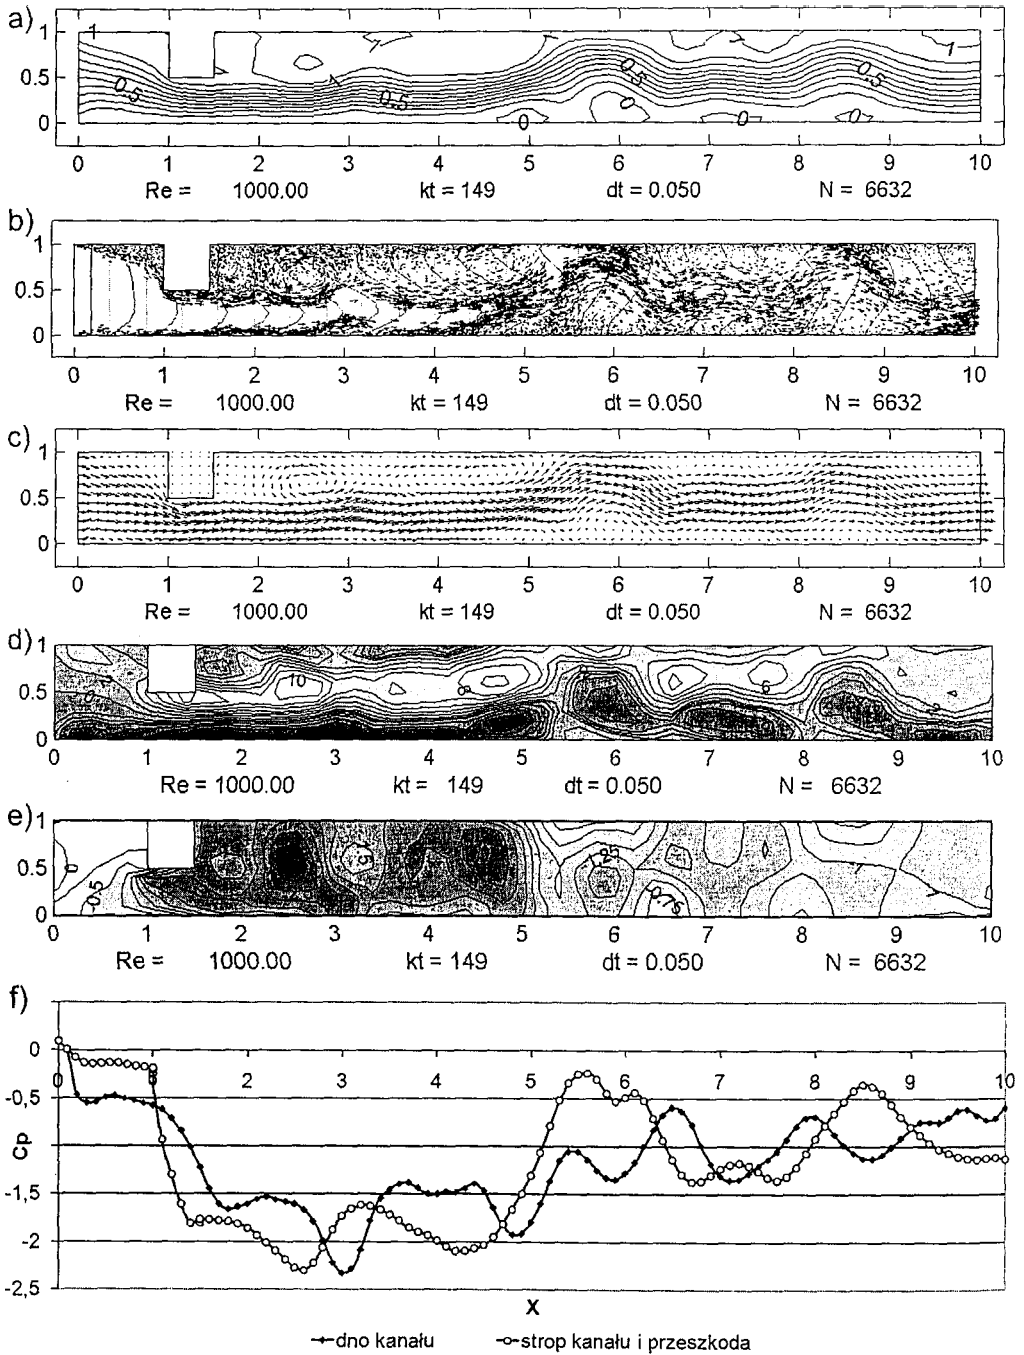 a)
1
0.5
0
1
0.5
1
1
0.5
0.5
1
1
0.5
0
0
0
0
0 1 2 3 4 5 6 7 8 9 10
Re = 1000.00 kt = 149 dt = 0.050 N = 6632
b)
1
0.5
0
0 1 2 3 4 5 6 7 8 9 10
Re = 1000.00 kt = 149 dt = 0.050 N = 6632
c)
1
0.5
0
0 1 2 3 4 5 6 7 8 9 10
Re = 1000.00 kt = 149 dt = 0.050 N = 6632
d)
1
0.5
0
10
8
6
0 1 2 3 4 5 6 7 8 9 10
Re = 1000.00 kt = 149 dt = 0.050 N = 6632
e)
1
0.5
0
0
-0.5
-1.25
-0.75
0 1 2 3 4 5 6 7 8 9 10
Re = 1000.00 kt = 149 dt = 0.050 N = 6632
f)
0
-0,5
-1,5
-2
-2,5
Cp
0 2 3 4 5 6 7 8 9 10
X
dno kanału strop kanału i przeszkoda